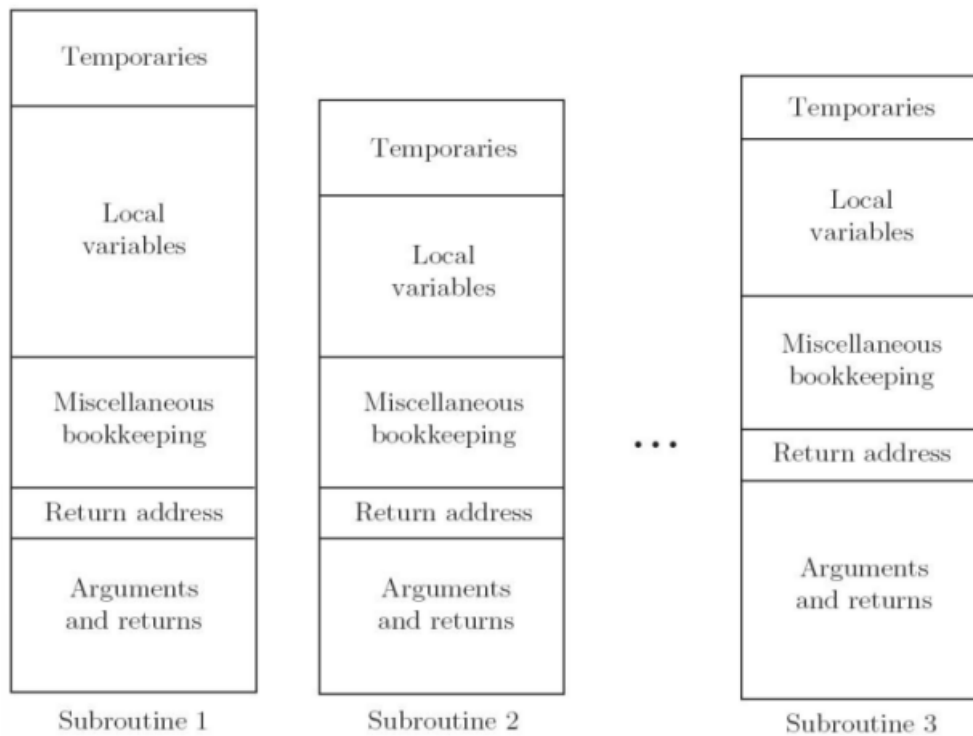 Temporaries
Local
variables
Miscellaneous
bookkeeping
Return address
Arguments
and returns
Subroutine 1
Temporaries
Local
variables
Miscellaneous
bookkeeping
Return address
Arguments
and returns
Subroutine 2
...
Temporaries
Local
variables
Miscellaneous
bookkeeping
Return address
Arguments
and returns
Subroutine 3